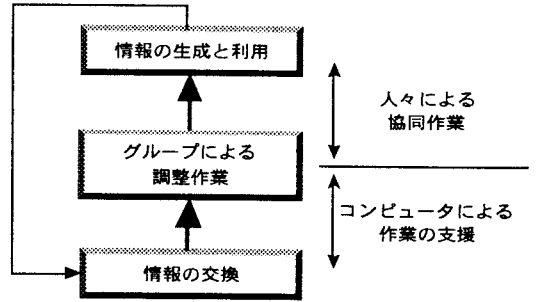 情報の生成と利用
グループによる
調整作業
情報の交換
人々による
協同作業
コンピュータによる
作業の支援